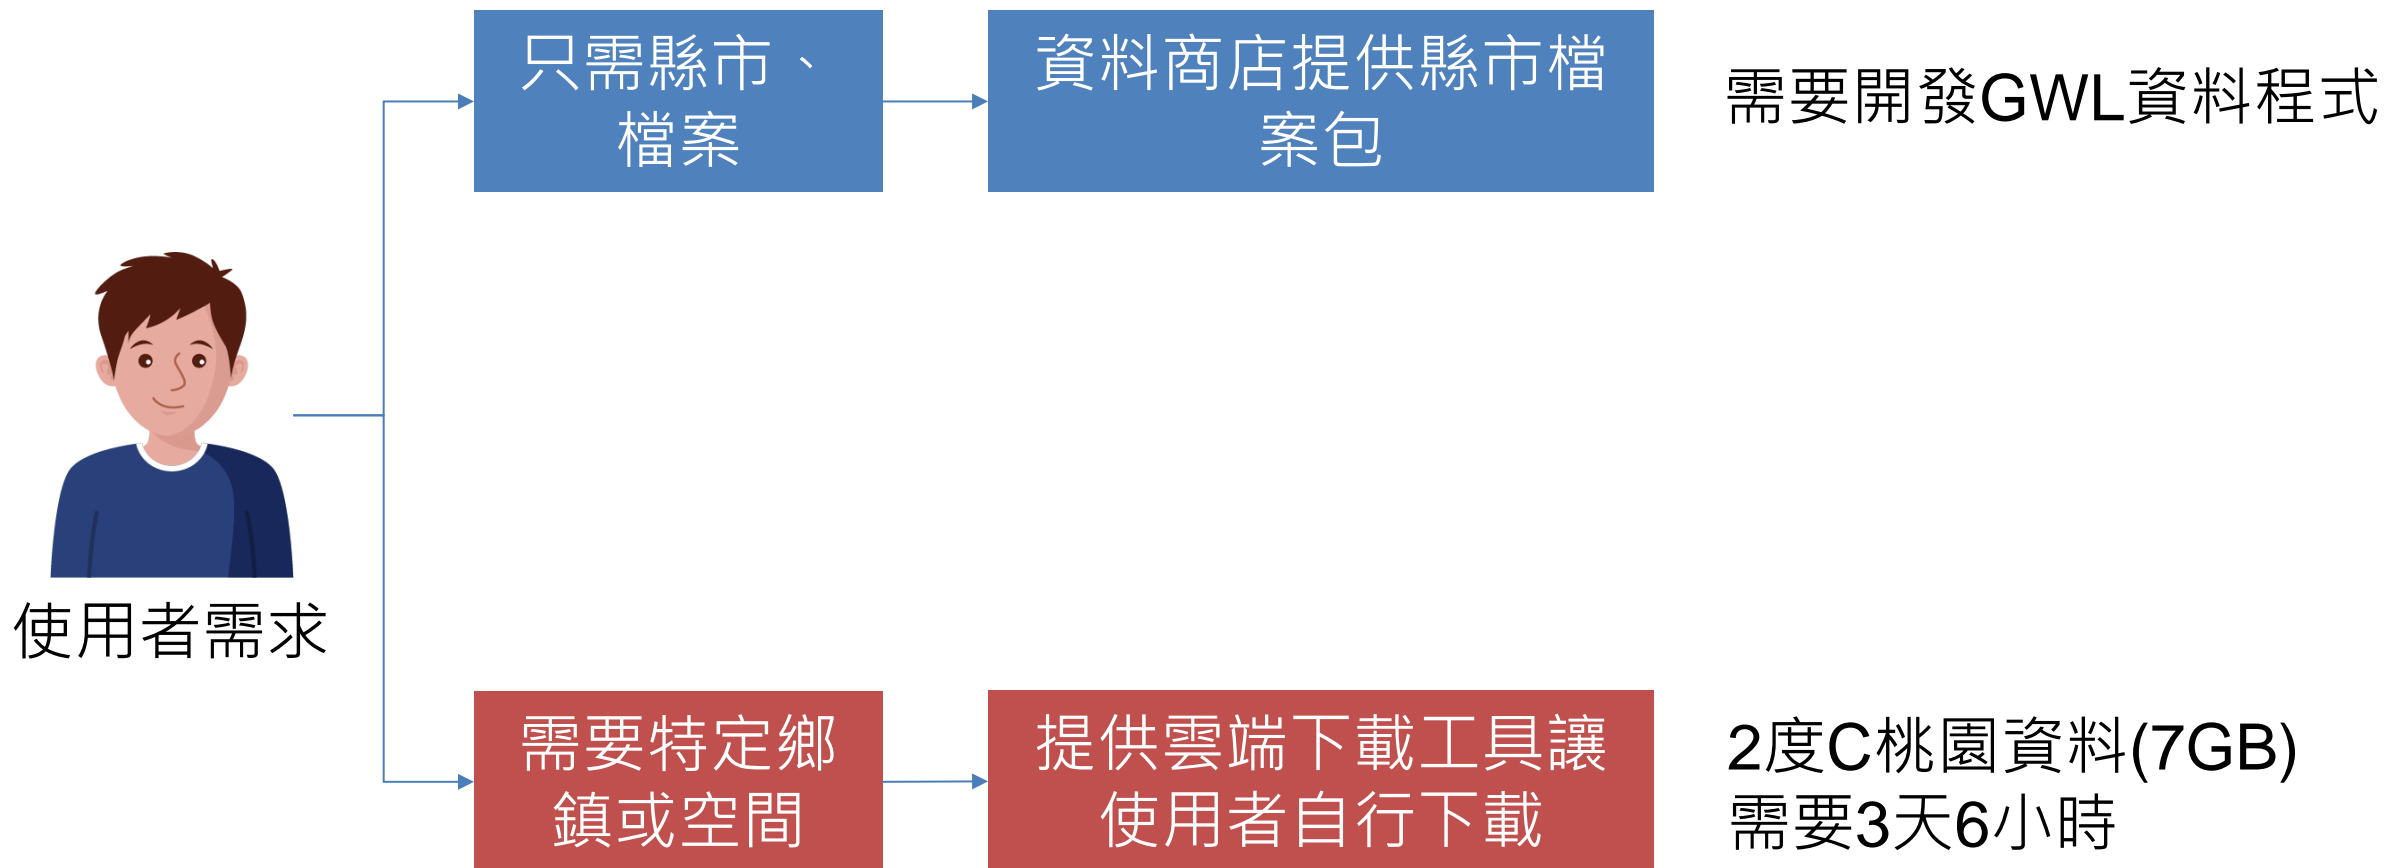 只需縣市、
檔案
資料商店提供縣市檔
案包
需要開發GWL資料程式
使用者需求
需要特定鄉
鎮或空間
提供雲端下載工具讓
使用者自行下載
2度C桃園資料(7GB)
需要3天6小時